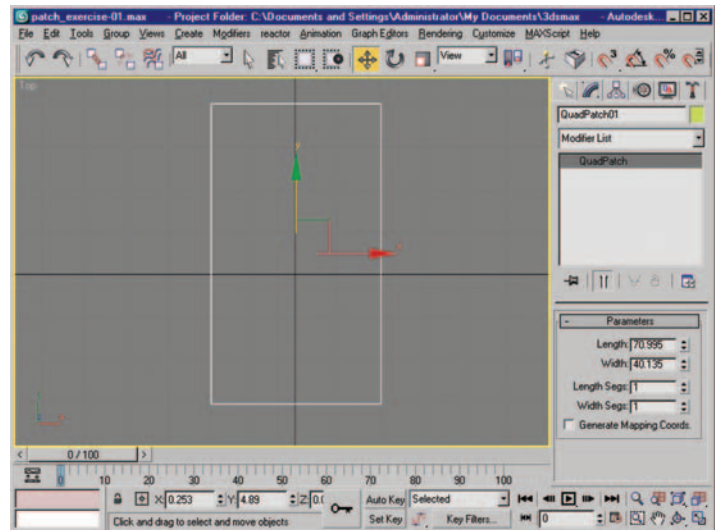 patch_exercise-01.max - Project Folder: C:\Documents and Settings\Administrator\My Documents\3dsmax - Autodesk...
File Edit Tools Group Views Create Modifiers reactor Animation Graph Editors Rendering Customize MAXScript Help
All
View
Top
QuadPatch01
Modifier List
QuadPatch
- Parameters
Length: 70.995
Width: 40.135
Length Segs: 1
Width Segs: 1
Generate Mapping Coords.
< 0 / 100 >
0 10 20 30 40 50 60 70 80 90 100
X: 0.253 Y: 4.89 Z: 0.0
Auto Key Selected
Click and drag to select and move objects
Set Key Key Filters... 0